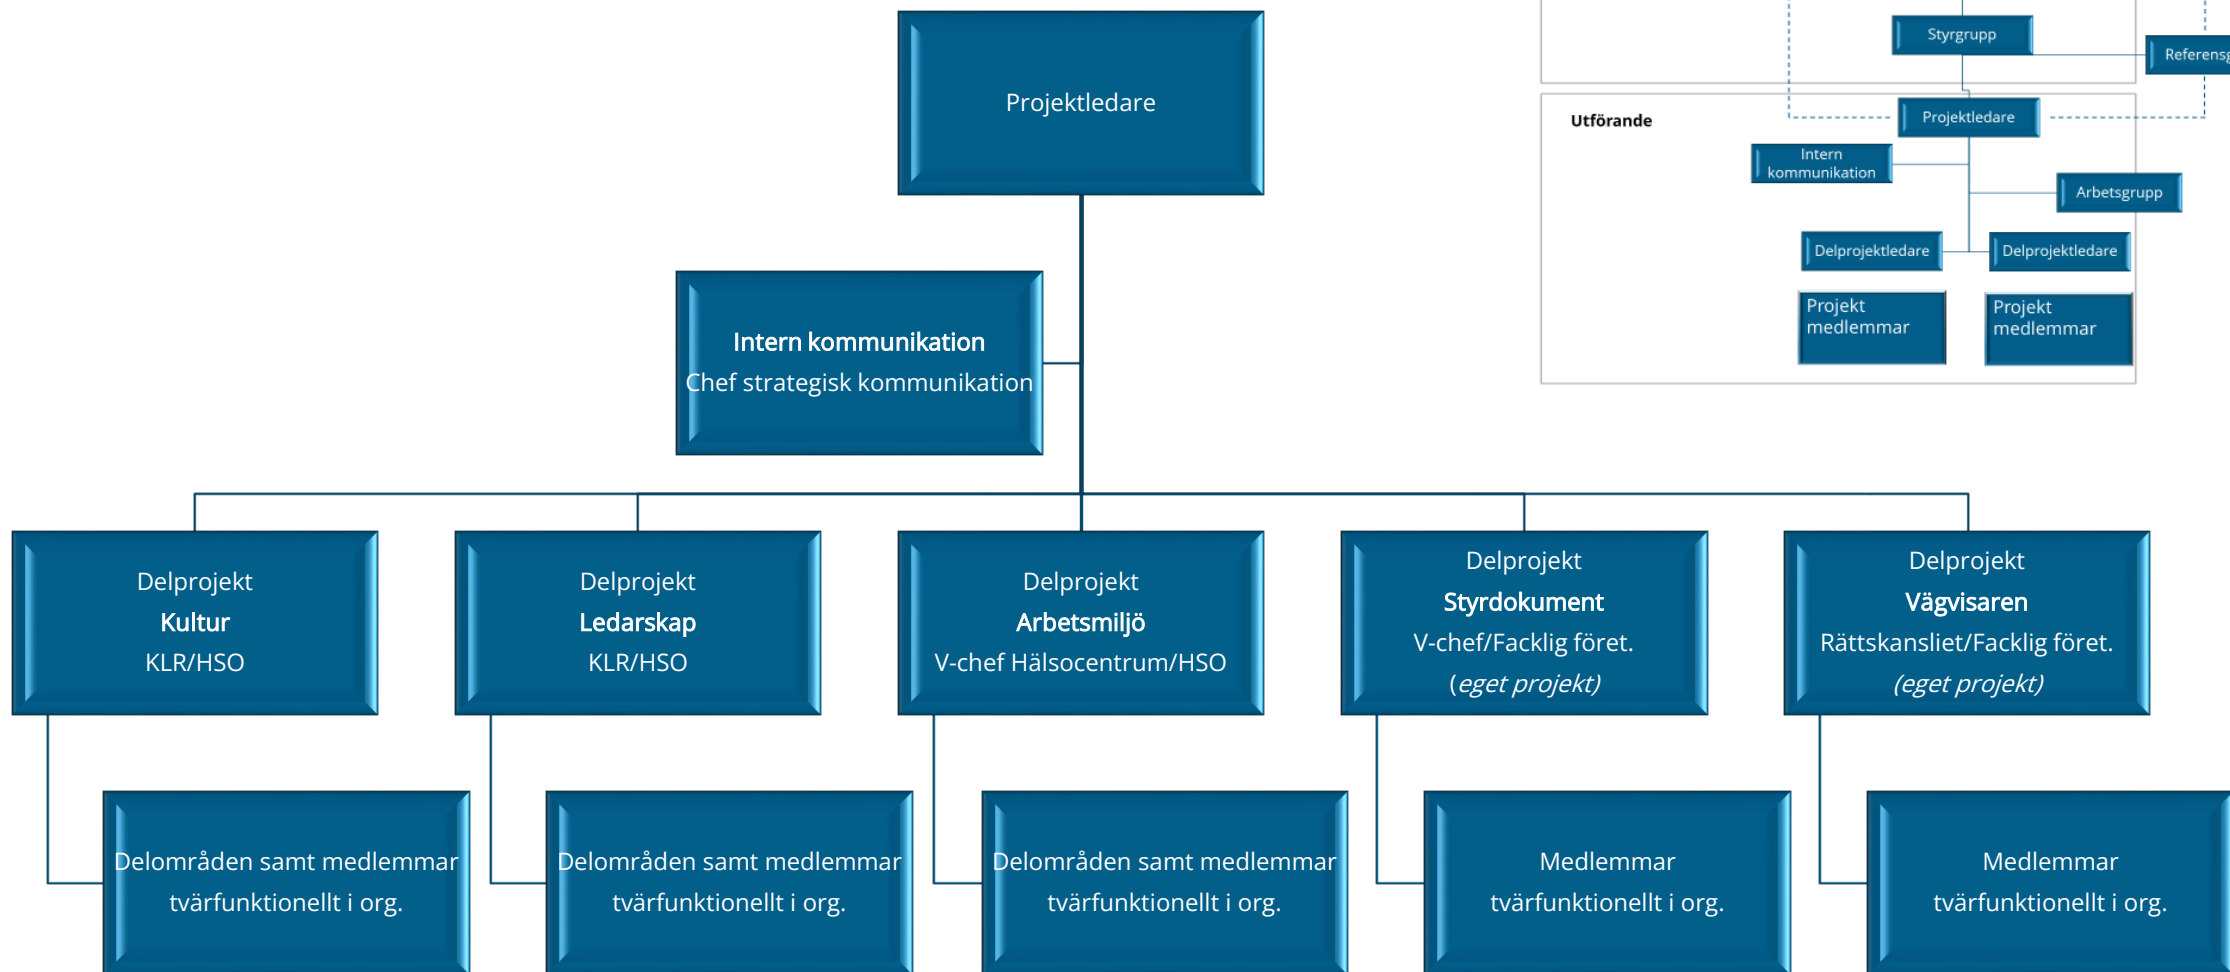 Projektledare
Intern kommunikation
Chef strategisk kommunikation
Delprojekt
Kultur
KLR/HSO
Delprojekt
Ledarskap
KLR/HSO
Delprojekt
Arbetsmiljö
V-chef Hälsocentrum/HSO
Delprojekt
Styrdokument
V-chef/Facklig föret.
(eget projekt)
Delprojekt
Vägvisaren
Rättskansliet/Facklig föret.
(eget projekt)
Delområden samt medlemmar
tvärfunktionellt i org.
Delområden samt medlemmar
tvärfunktionellt i org.
Delområden samt medlemmar
tvärfunktionellt i org.
Medlemmar
tvärfunktionellt i org.
Medlemmar
tvärfunktionellt i org.
Styrgrupp
Utförande
Projektledare
Intern
kommunikation
Arbetsgrupp
Delprojektledare
Delprojektledare
Projekt
medlemmar
Projekt
medlemmar